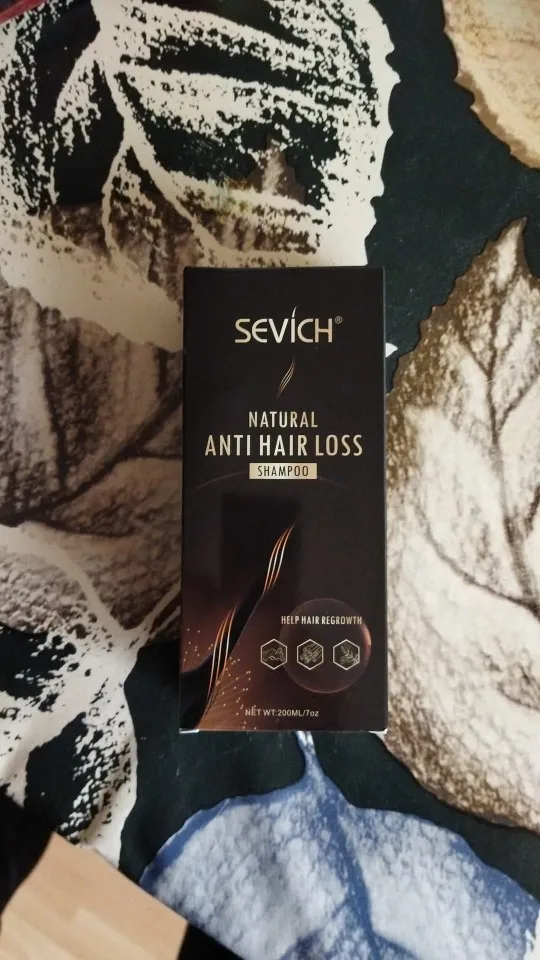 SEVICH®
NATURAL
ANTI HAIR LOSS
SHAMPOO
HELP HAIR REGROWTH
NET WT:200ML/7oz